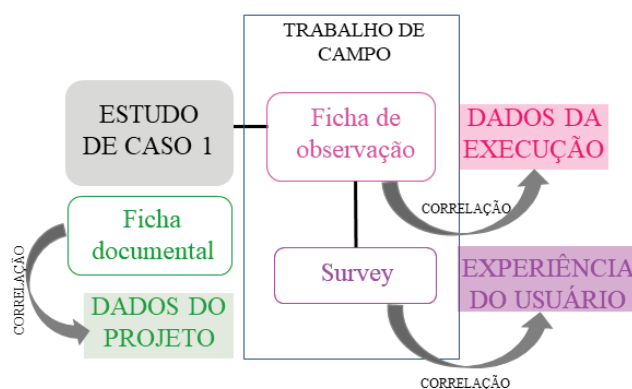 TRABALHO DE
CAMPO
ESTUDO
DE CASO 1
Ficha de
observação
DADOS DA
EXECUÇÃO
CORRELAÇÃO
Ficha
documental
CORRELAÇÃO
DADOS DO
PROJETO
Survey
EXPERIÊNCIA
DO USUÁRIO
CORRELAÇÃO